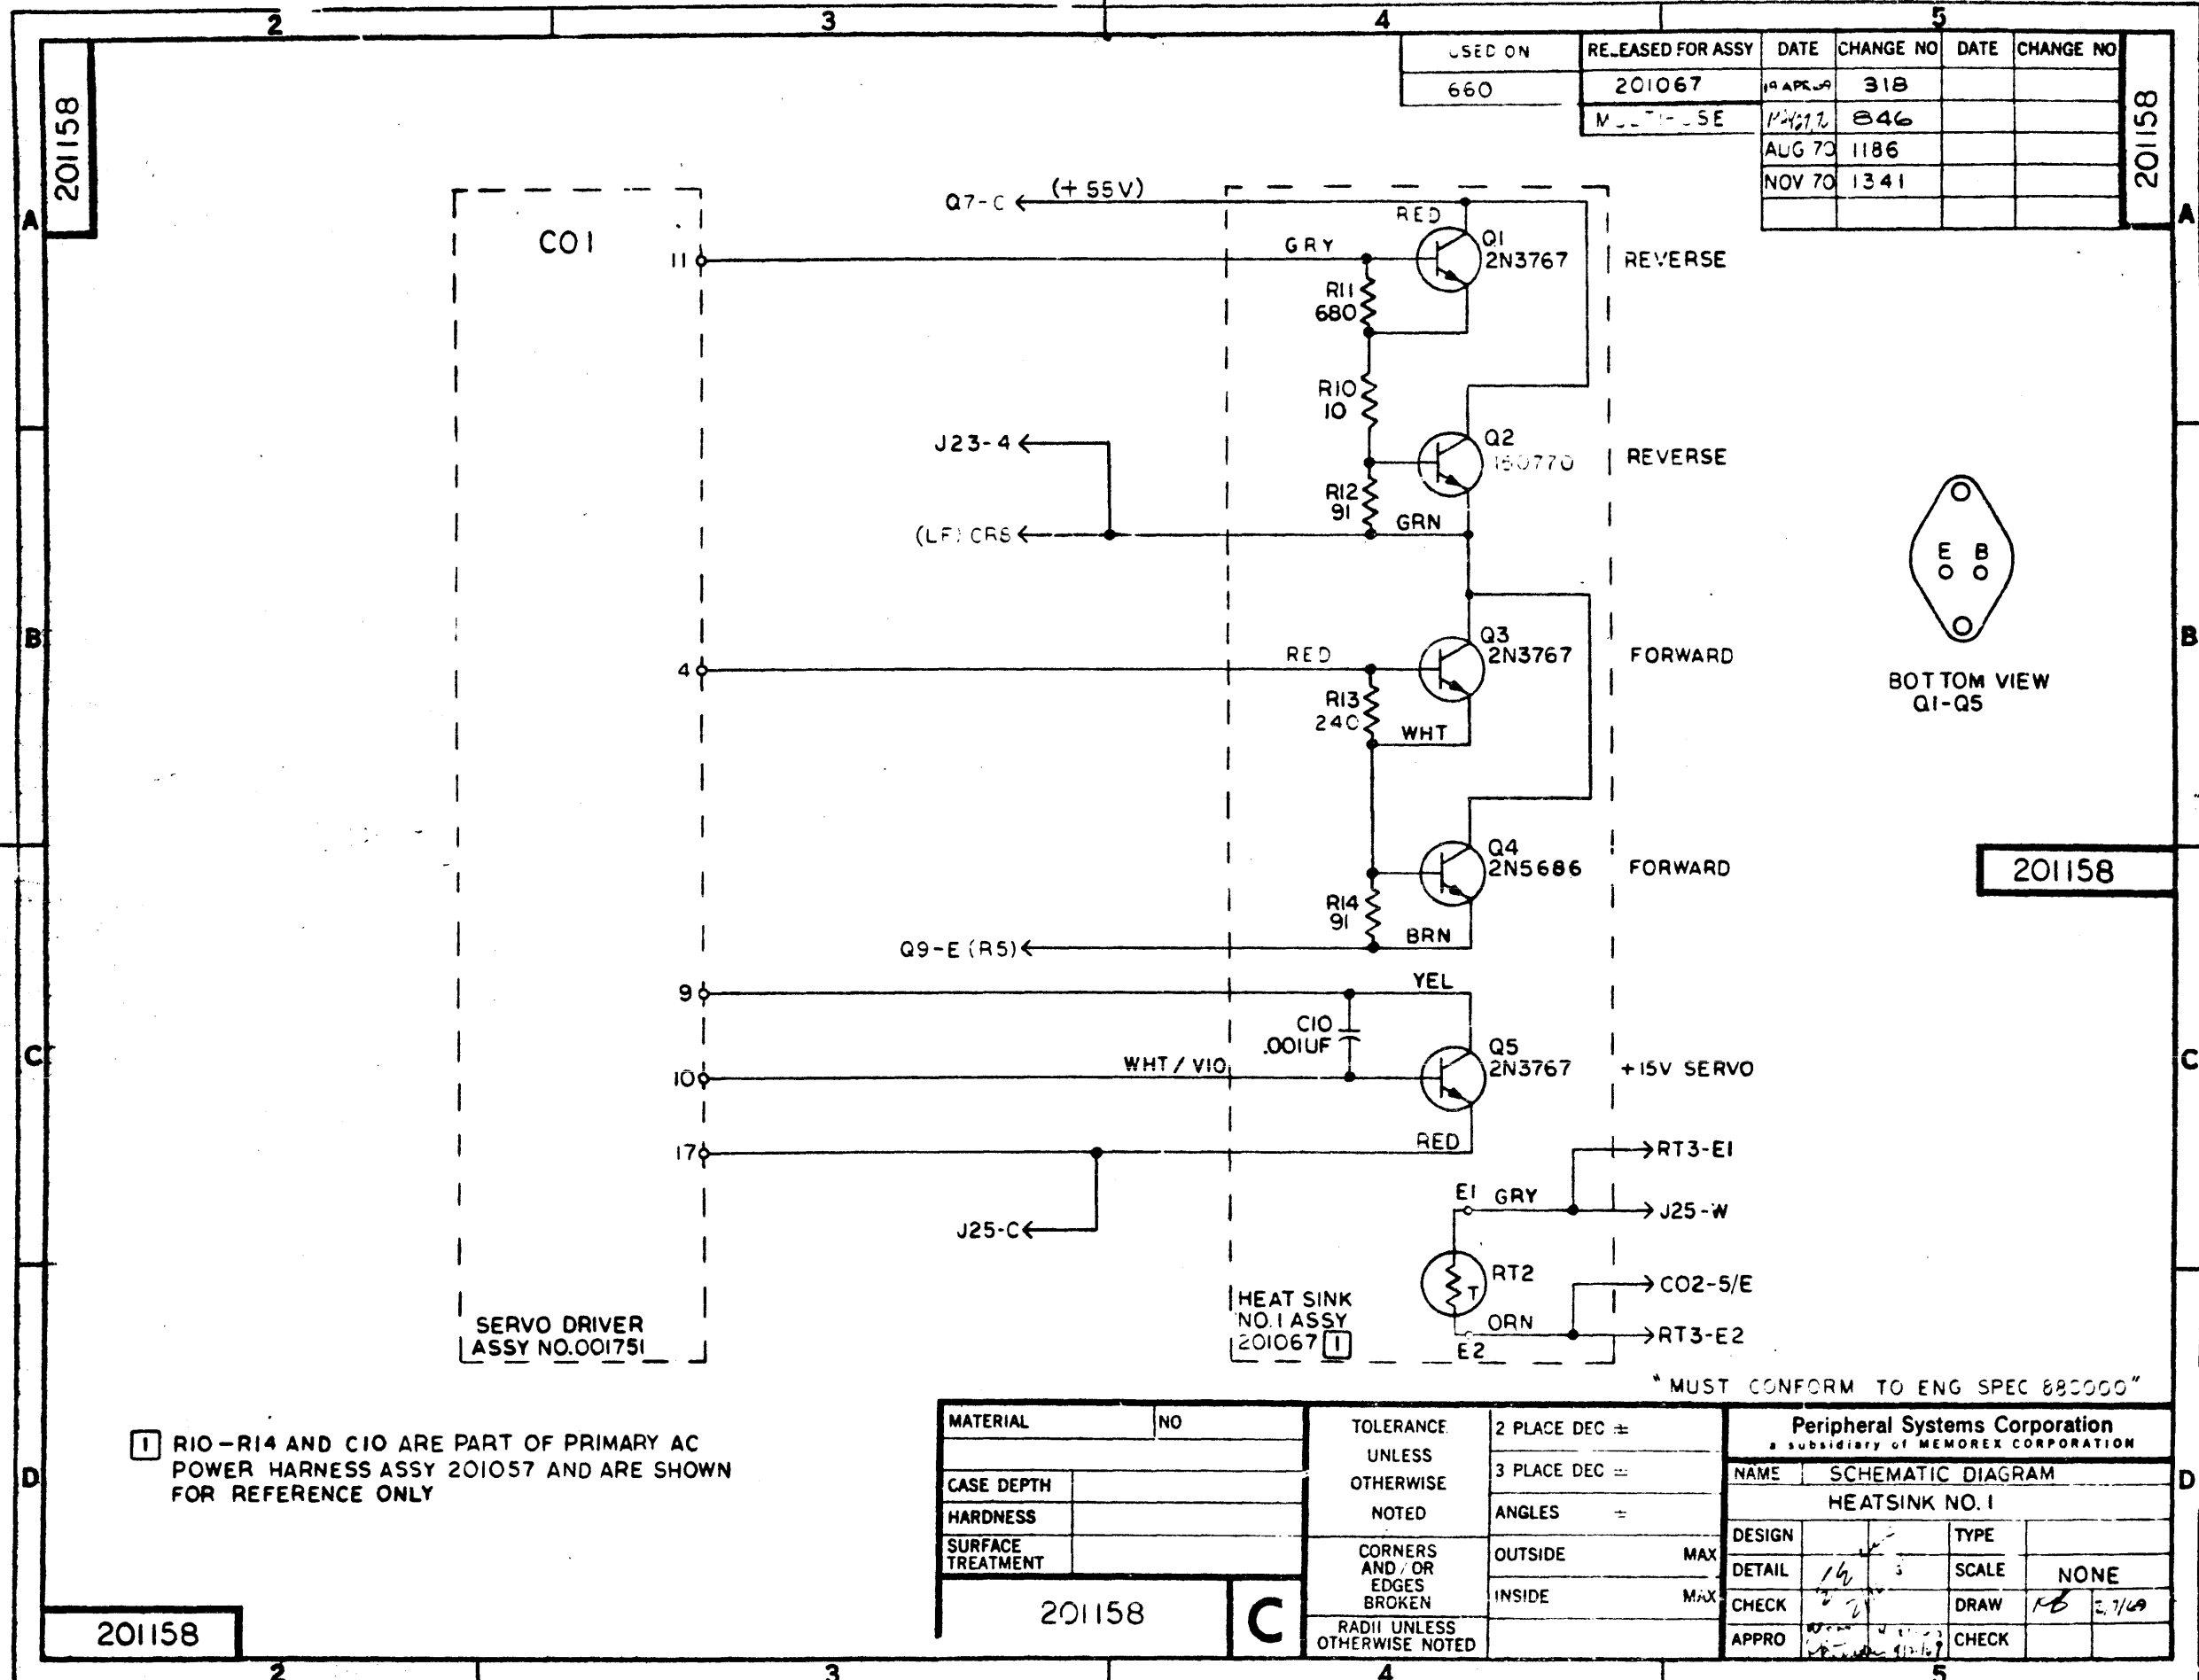 2 3 4 5
USED ON
RELEASED FOR ASSY
DATE
CHANGE NO
DATE
CHANGE NO
660
201067
318
846
AUG 70
1186
NOV 70
1341
201158
201158
A
A
CO1
11
Q7-C
(+ 55V)
RED
GRY
Q1
2N3767
REVERSE
R11
680
R10
10
J23-4
Q2
REVERSE
R12
91
GRN
(LF) CR8
E B
BOTTOM VIEW
Q1-Q5
B
B
4
RED
Q3
2N3767
FORWARD
R13
240
WHT
Q4
2N5686
FORWARD
201158
R14
91
BRN
Q9-E (R5)
9
YEL
C10
.001UF
Q5
2N3767
+15V SERVO
C
C
10
WHT / VIO
17
RED
J25-C
RT3-E1
E1 GRY
J25-W
RT2
T
CO2-5/E
ORN
E2
RT3-E2
SERVO DRIVER
ASSY NO.001751
HEAT SINK
NO.1 ASSY
201067 1
"MUST CONFORM TO ENG SPEC
1 R10-R14 AND C10 ARE PART OF PRIMARY AC
POWER HARNESS ASSY 201057 AND ARE SHOWN
FOR REFERENCE ONLY
D
D
MATERIAL
NO
CASE DEPTH
HARDNESS
SURFACE
TREATMENT
201158
C
TOLERANCE
UNLESS
OTHERWISE
NOTED
2 PLACE DEC ±
3 PLACE DEC ±
ANGLES ±
CORNERS
AND/OR
EDGES
BROKEN
OUTSIDE MAX
INSIDE MAX
RADII UNLESS
OTHERWISE NOTED
Peripheral Systems Corporation
a subsidiary of MEMOREX CORPORATION
NAME
SCHEMATIC DIAGRAM
HEATSINK NO. 1
DESIGN
TYPE
DETAIL
SCALE
NONE
CHECK
DRAW
APPRO
CHECK
201158
2 3 4 5